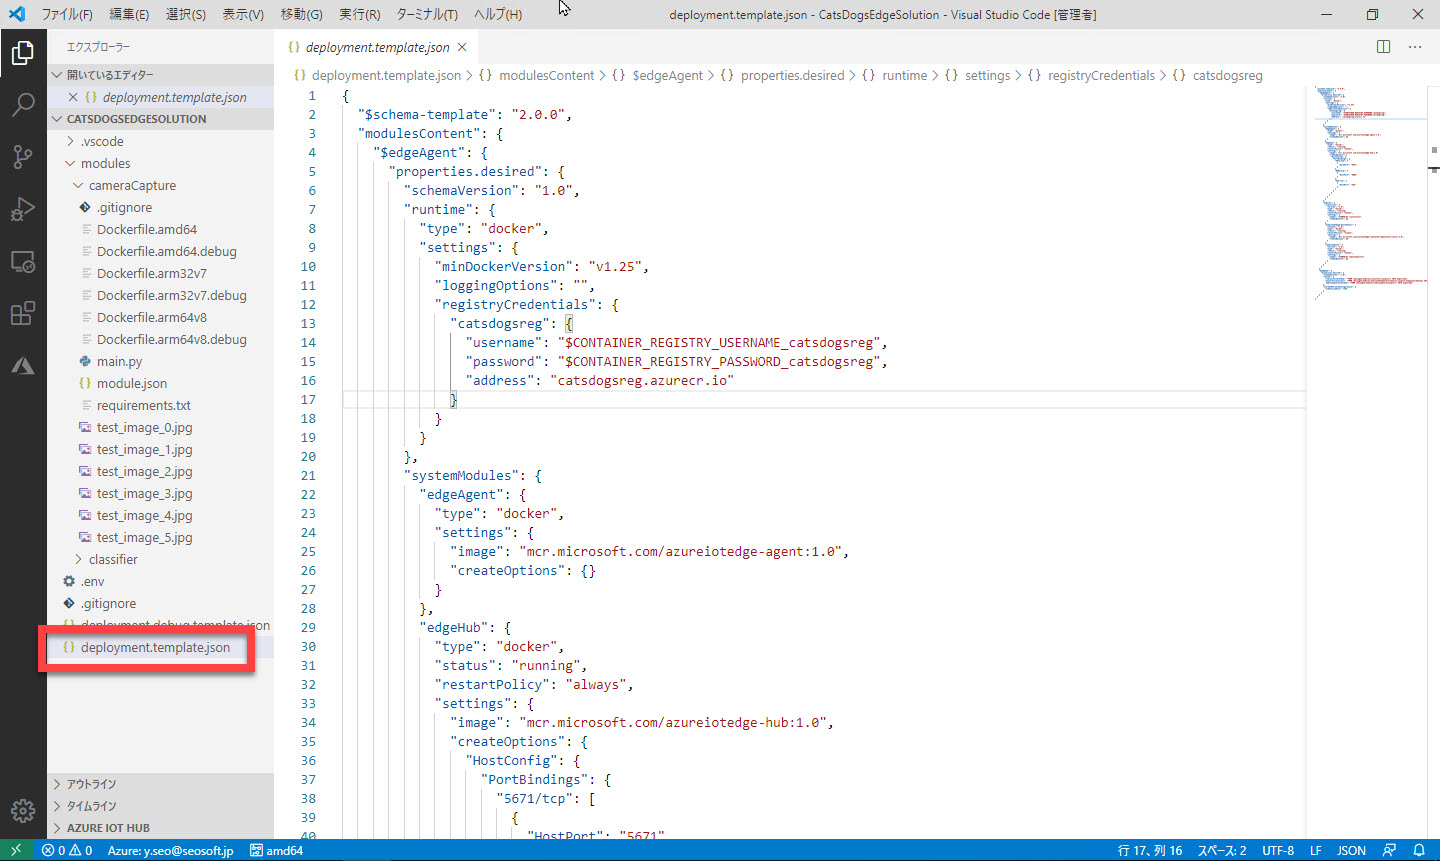 ファイル(F) 編集(E) 選択(S) 表示(V) 移動(G) 実行(R) ターミナル(T) ヘルプ(H) deployment.template.json - CatsDogsEdgeSolution - Visual Studio Code [管理者]
エクスプローラー
開いているエディター
deployment.template.json
CATSDOGSEDGESOLUTION
.vscode
modules
cameraCapture
.gitignore
Dockerfile.amd64
Dockerfile.amd64.debug
Dockerfile.arm32v7
Dockerfile.arm32v7.debug
Dockerfile.arm64v8
Dockerfile.arm64v8.debug
main.py
module.json
requirements.txt
test_image_0.jpg
test_image_1.jpg
test_image_2.jpg
test_image_3.jpg
test_image_4.jpg
test_image_5.jpg
classifier
.env
.gitignore
deployment.debug.template.json
deployment.template.json
アウトライン
タイムライン
AZURE IOT HUB
{} deployment.template.json
{} deployment.template.json > {} modulesContent > {} $edgeAgent > {} properties.desired > {} runtime > {} settings > {} registryCredentials > {} catsdogsreg
1 {
2 "$schema-template": "2.0.0",
3 "modulesContent": {
4 "$edgeAgent": {
5 "properties.desired": {
6 "schemaVersion": "1.0",
7 "runtime": {
8 "type": "docker",
9 "settings": {
10 "minDockerVersion": "v1.25",
11 "loggingOptions": "",
12 "registryCredentials": {
13 "catsdogsreg": {
14 "username": "$CONTAINER_REGISTRY_USERNAME_catsdogsreg",
15 "password": "$CONTAINER_REGISTRY_PASSWORD_catsdogsreg",
16 "address": "catsdogsreg.azurecr.io"
17 }
18 }
19 }
20 },
21 "systemModules": {
22 "edgeAgent": {
23 "type": "docker",
24 "settings": {
25 "image": "mcr.microsoft.com/azureiotedge-agent:1.0",
26 "createOptions": {}
27 }
28 },
29 "edgeHub": {
30 "type": "docker",
31 "status": "running",
32 "restartPolicy": "always",
33 "settings": {
34 "image": "mcr.microsoft.com/azureiotedge-hub:1.0",
35 "createOptions": {
36 "HostConfig": {
37 "PortBindings": {
38 "5671/tcp": [
39 {
40 "HostPort": "5671"
0 0 Azure: y.seo@seosoft.jp amd64 行 17、列 16 スペース: 2 UTF-8 LF JSON